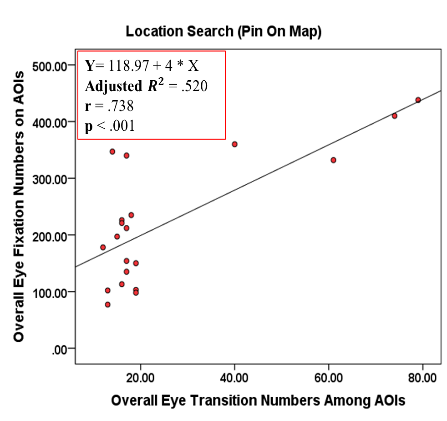 Location Search (Pin On Map)
Y= 118.97 + 4 * X
Adjusted R² = .520
r = .738
p < .001
Overall Eye Fixation Numbers on AOIs
500.00
400.00
300.00
200.00
100.00
.00
20.00 40.00 60.00 80.00
Overall Eye Transition Numbers Among AOIs